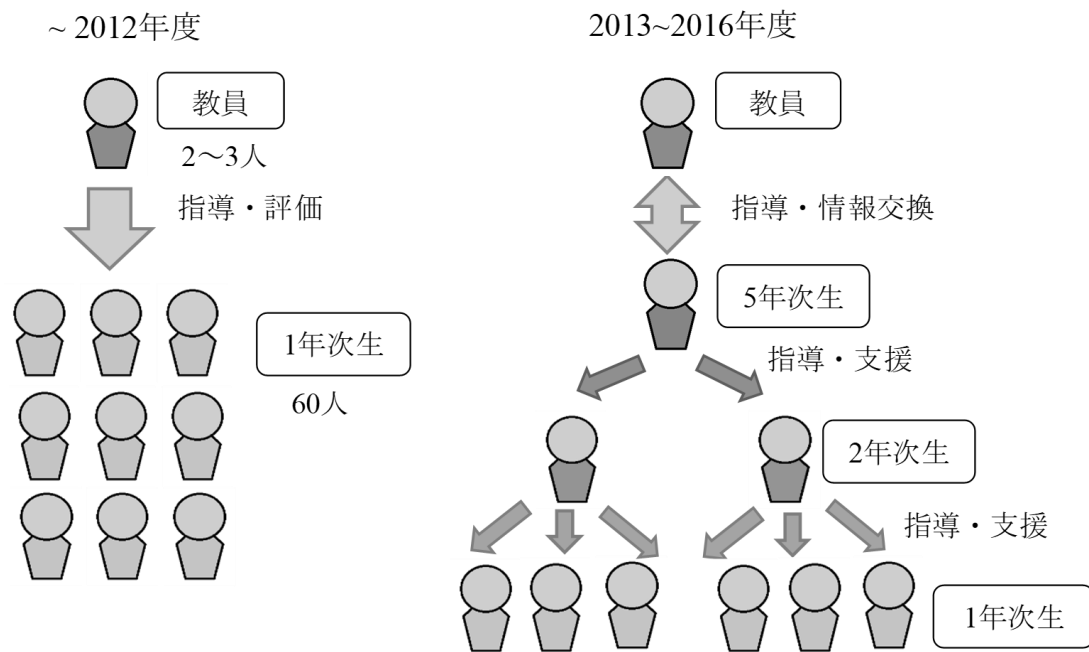 ~ 2012年度
教員
2～3人
指導・評価
1年次生
60人
2013~2016年度
教員
指導・情報交換
5年次生
指導・支援
2年次生
指導・支援
1年次生